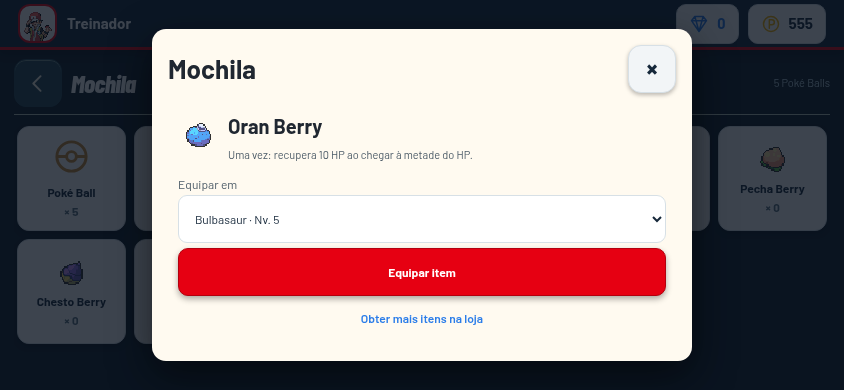 Treinador
0
555
Mochila
5 Poké Balls
Mochila
×
Oran Berry
Uma vez: recupera 10 HP ao chegar à metade do HP.
Equipar em
Bulbasaur · Nv. 5
Equipar item
Obter mais itens na loja
Poké Ball
× 5
Pecha Berry
× 0
Chesto Berry
× 0